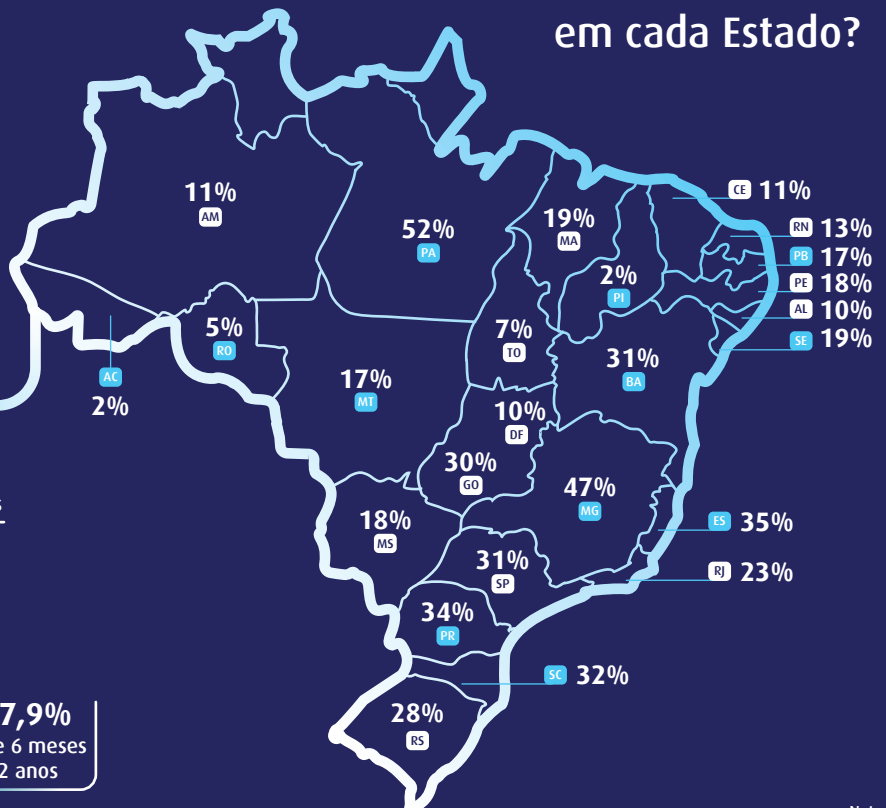 em cada Estado?
CE 11%
11%
AM
52%
PA
19%
MA
RN 13%
PB 17%
PE 18%
AL 10%
SE 19%
2%
PI
5%
RO
7%
TO
31%
BA
17%
MT
AC
2%
10%
DF
30%
GO
47%
MG
18%
MS
ES 35%
31%
SP
RJ 23%
34%
PR
SC 32%
28%
RS
7,9%
6 meses
2 anos